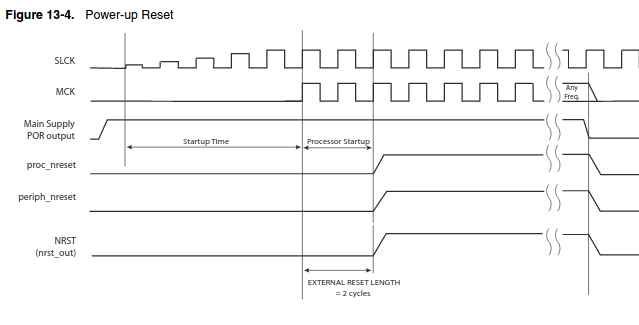 Figure 13-4. Power-up Reset
SLCK
MCK
Any
Freq.
Main Supply
POR output
Startup Time
Processor Startup
proc_nreset
periph_nreset
NRST
(nrst_out)
EXTERNAL RESET LENGTH
= 2 cycles